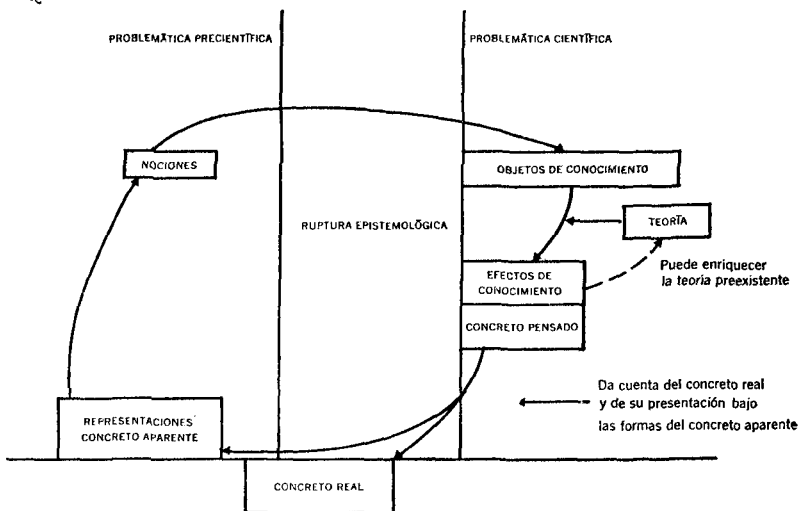 PROBLEMÁTICA PRECIENTÍFICA
PROBLEMÁTICA CIENTÍFICA
NOCIONES
OBJETOS DE CONOCIMIENTO
TEORÍA
RUPTURA EPISTEMOLÓGICA
EFECTOS DE
CONOCIMIENTO
Puede enriquecer
la teoría preexistente
CONCRETO PENSADO
REPRESENTACIONES
CONCRETO APARENTE
Da cuenta del concreto real
y de su presentación bajo
las formas del concreto aparente
CONCRETO REAL